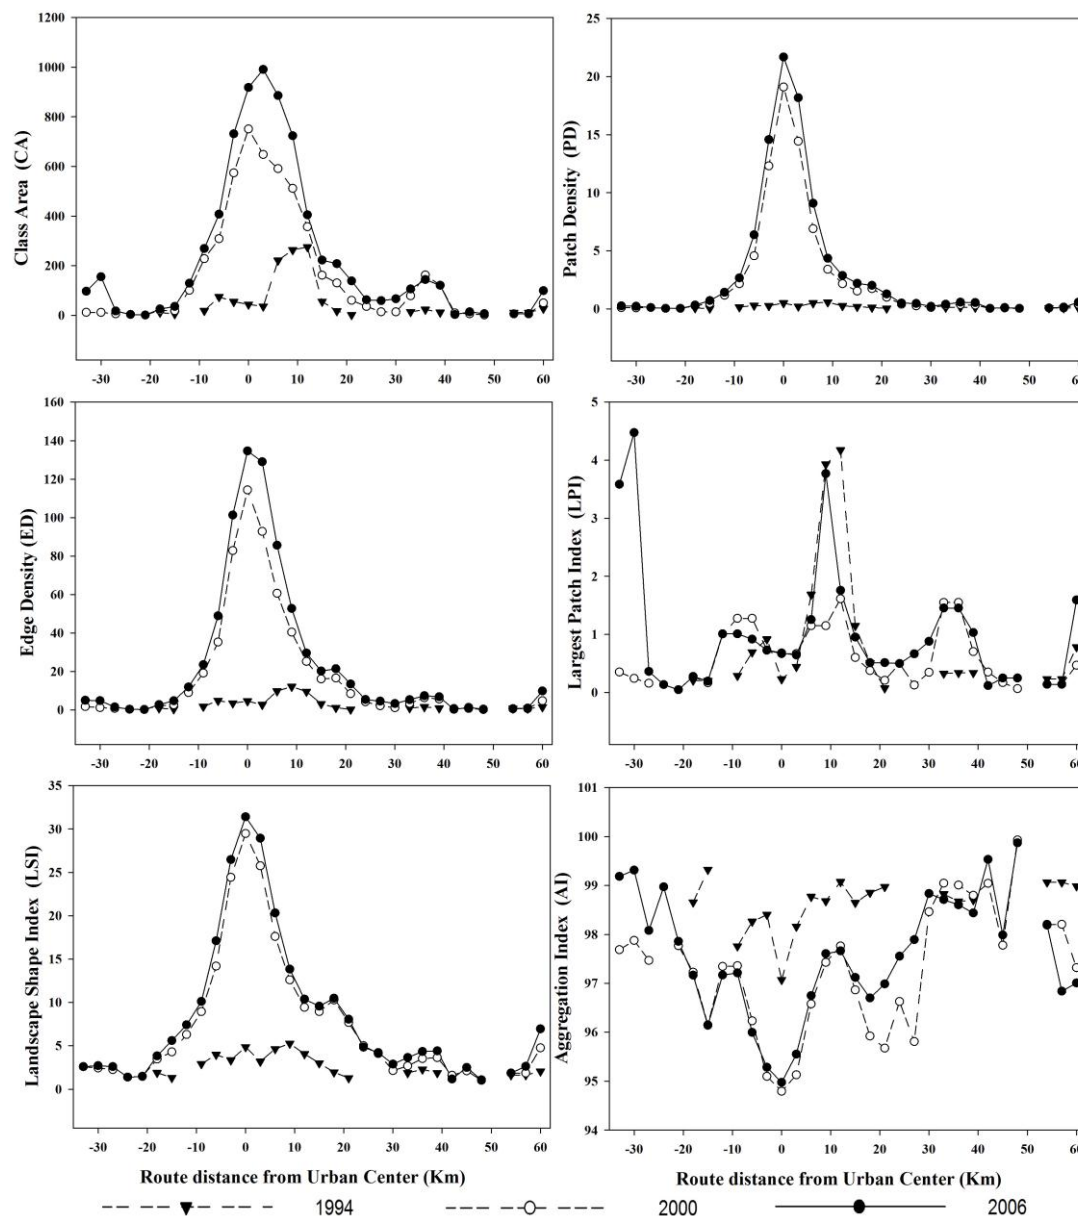 Class Area (CA)
1200
1000
800
600
400
200
0
-30 -20 -10 0 10 20 30 40 50 60
Patch Density (PD)
25
20
15
10
5
0
-30 -20 -10 0 10 20 30 40 50 60
Edge Density (ED)
160
140
120
100
80
60
40
20
0
-30 -20 -10 0 10 20 30 40 50 60
Largest Patch Index (LPI)
5
4
3
2
1
0
-30 -20 -10 0 10 20 30 40 50 60
Landscape Shape Index (LSI)
35
30
25
20
15
10
5
0
-30 -20 -10 0 10 20 30 40 50 60
Route distance from Urban Center (Km)
Aggregation Index (AI)
101
100
99
98
97
96
95
94
-30 -20 -10 0 10 20 30 40 50 60
Route distance from Urban Center (Km)
1994 2000 2006